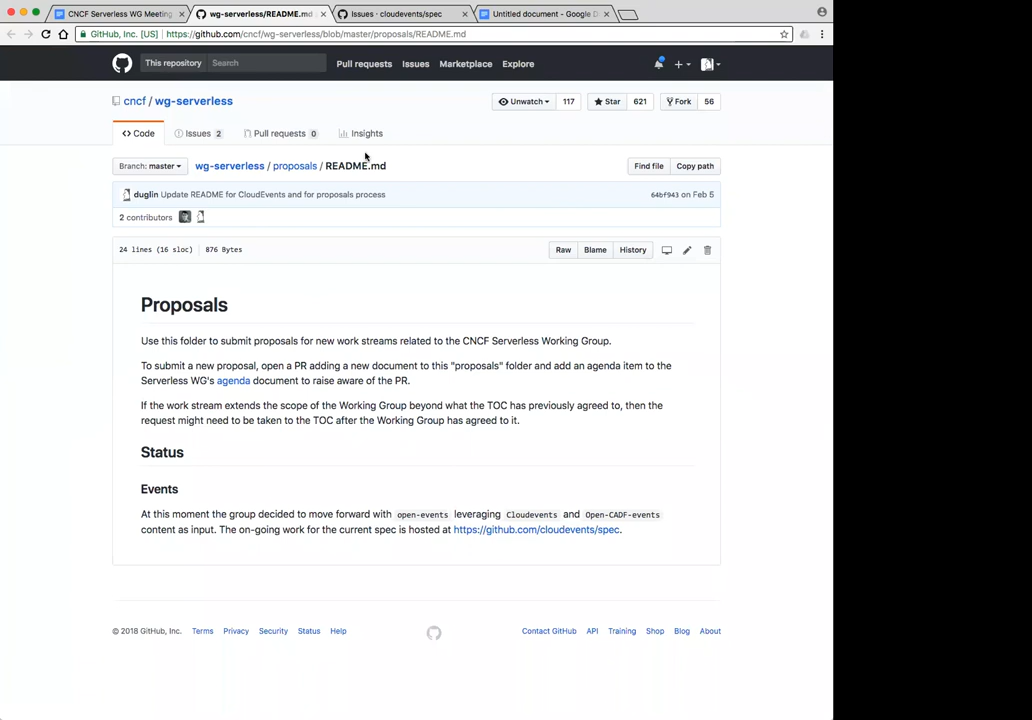 CNCF Serverless WG Meeting
wg-serverless/README.md
Issues · cloudevents/spec
Untitled document - Google D
GitHub, Inc. [US] https://github.com/cncf/wg-serverless/blob/master/proposals/README.md
This repository Search Pull requests Issues Marketplace Explore
cncf / wg-serverless Unwatch 117 Star 621 Fork 56
Code Issues 2 Pull requests 0 Insights
Branch: master wg-serverless / proposals / README.md Find file Copy path
duglin Update README for CloudEvents and for proposals process 64bf943 on Feb 5
2 contributors
24 lines (16 sloc) 876 Bytes Raw Blame History
Proposals
Use this folder to submit proposals for new work streams related to the CNCF Serverless Working Group.
To submit a new proposal, open a PR adding a new document to this "proposals" folder and add an agenda item to the
Serverless WG's agenda document to raise aware of the PR.
If the work stream extends the scope of the Working Group beyond what the TOC has previously agreed to, then the
request might need to be taken to the TOC after the Working Group has agreed to it.
Status
Events
At this moment the group decided to move forward with open-events leveraging Cloudevents and Open-CADF-events
content as input. The on-going work for the current spec is hosted at https://github.com/cloudevents/spec.
© 2018 GitHub, Inc. Terms Privacy Security Status Help Contact GitHub API Training Shop Blog About